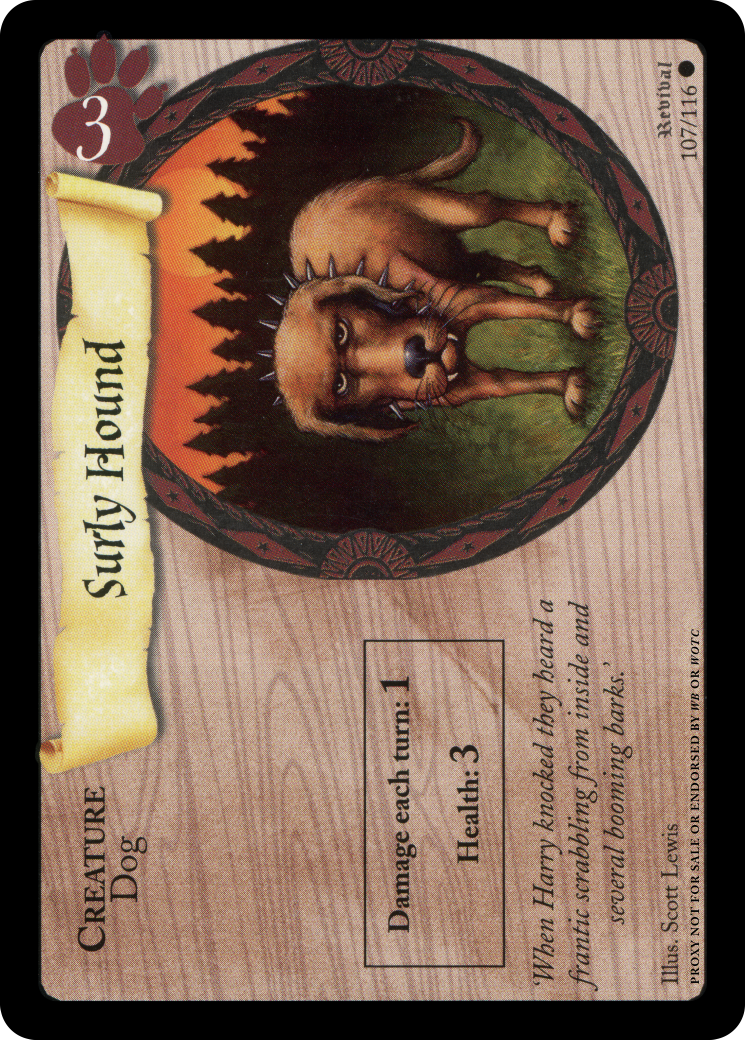 CREATURE
Dog
Surly Hound
3
Damage each turn: 1
Health: 3
‘When Harry knocked they heard a
frantic scrabbling from inside and
several booming barks.’
Illus. Scott Lewis
PROXY NOT FOR SALE OR ENDORSED BY WB OR WOTC
Revival
107/116